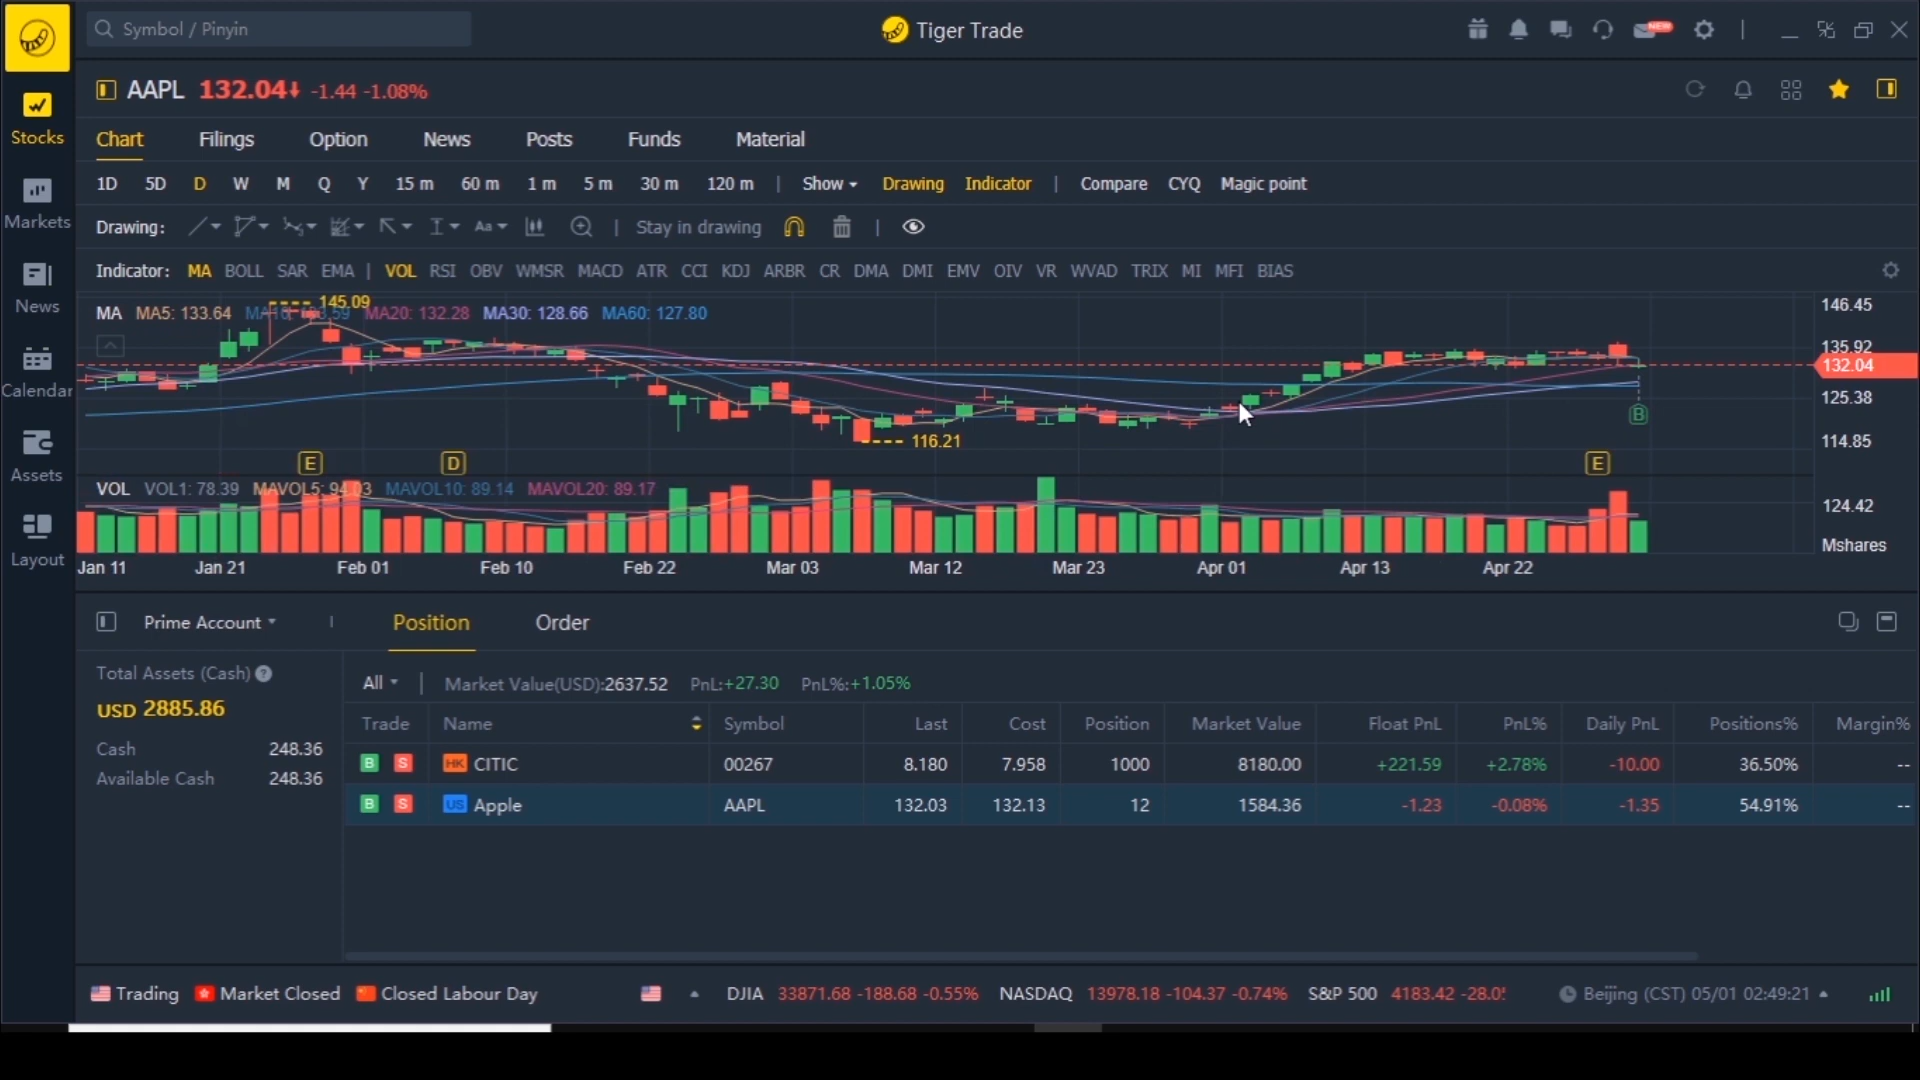 Symbol / Pinyin
Tiger Trade
NEW
AAPL 132.04 -1.44 -1.08%
Stocks
Chart Filings Option News Posts Funds Material
1D 5D D W M Q Y 15 m 60 m 1 m 5 m 30 m 120 m | Show Drawing Indicator | Compare CYQ Magic point
Markets
Drawing: Aa | Stay in drawing |
Indicator: MA BOLL SAR EMA | VOL RSI OBV WMSR MACD ATR CCI KDJ ARBR CR DMA DMI EMV OIV VR WVAD TRIX MI MFI BIAS
News
145.09
146.45
MA MA5: 133.64 MA20: 132.28 MA30: 128.66 MA60: 127.80
135.92
132.04
Calendar
125.38
B
116.21
114.85
E D E
Assets
VOL VOL1: 78.39 MAVOL5: 94.03 MAVOL10: 89.14 MAVOL20: 89.17
124.42
Mshares
Layout
Jan 11 Jan 21 Feb 01 Feb 10 Feb 22 Mar 03 Mar 12 Mar 23 Apr 01 Apr 13 Apr 22
Prime Account Position Order
Total Assets (Cash) ?
USD 2885.86
Cash 248.36
Available Cash 248.36
All | Market Value(USD):2637.52 PnL:+27.30 PnL%:+1.05%
Trade Name Symbol Last Cost Position Market Value Float PnL PnL% Daily PnL Positions% Margin%
B S HK CITIC 00267 8.180 7.958 1000 8180.00 +221.59 +2.78% -10.00 36.50% --
B S US Apple AAPL 132.03 132.13 12 1584.36 -1.23 -0.08% -1.35 54.91% --
Trading Market Closed Closed Labour Day DJIA 33871.68 -188.68 -0.55% NASDAQ 13978.18 -104.37 -0.74% S&P 500 4183.42 Beijing (CST) 05/01 02:49:21